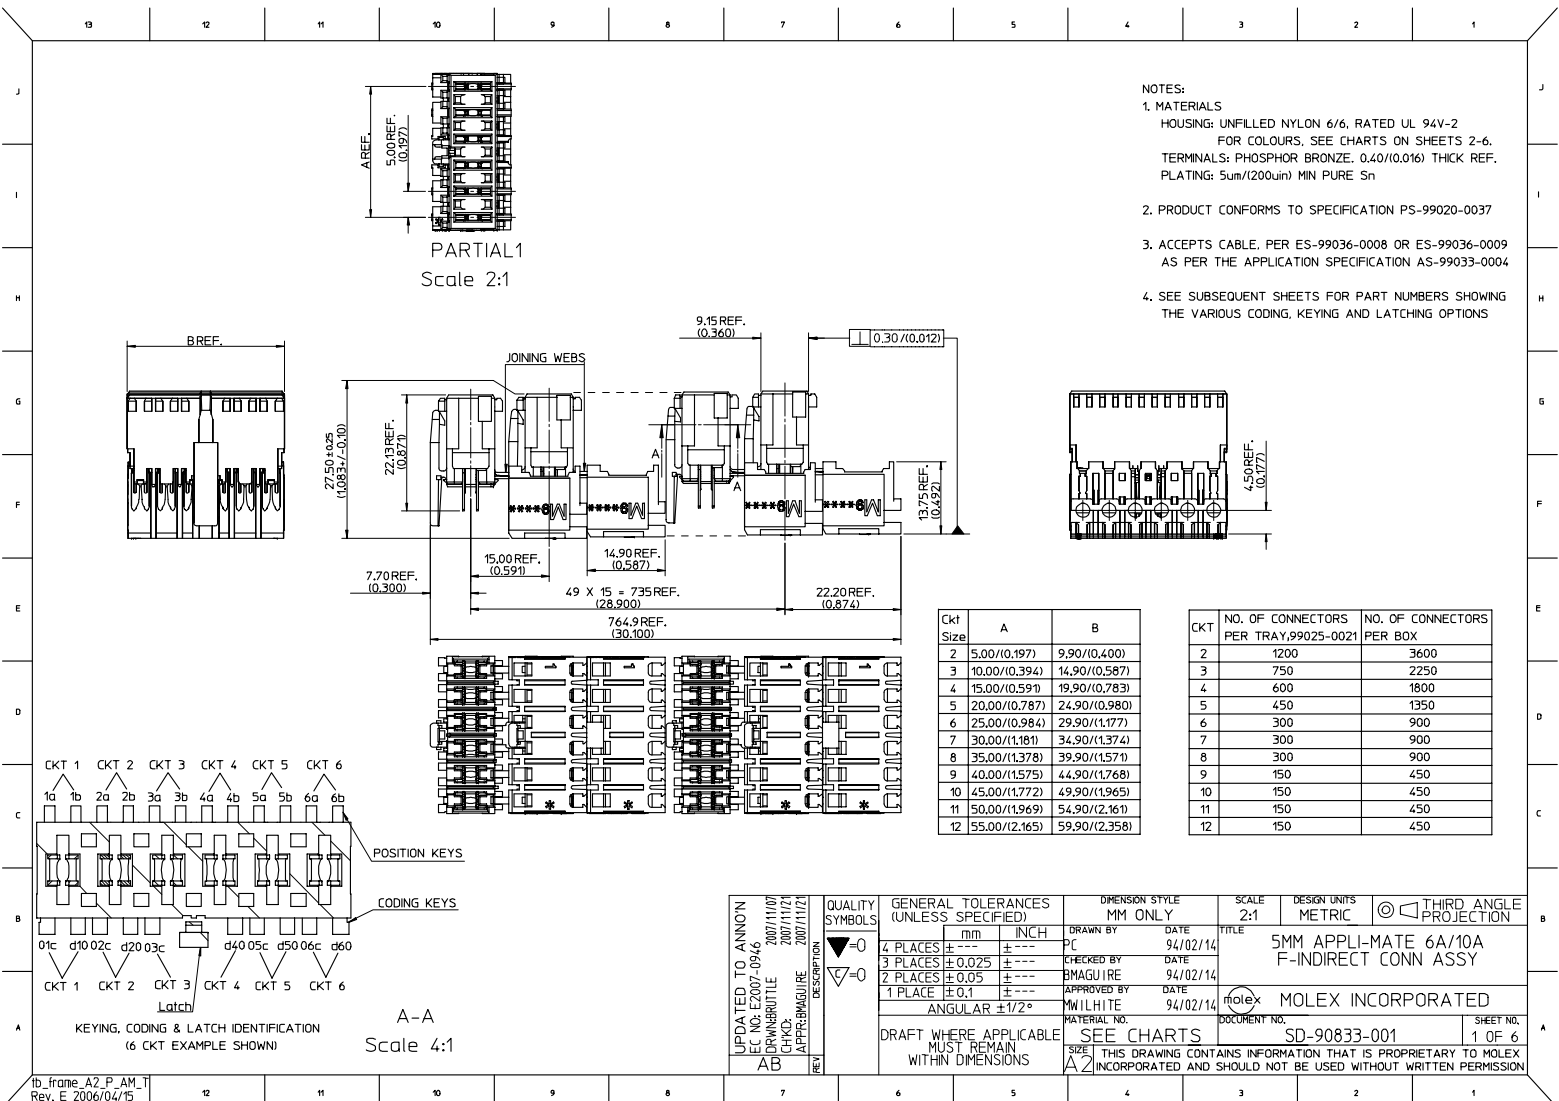 13 12 11 10 9 8 7 6 5 4 3 2 1
J
I
H
G
F
E
D
C
B
A
A REF.
5.00 REF.
(0.197)
PARTIAL1
Scale 2:1
NOTES:
1. MATERIALS
HOUSING: UNFILLED NYLON 6/6, RATED UL 94V-2
FOR COLOURS, SEE CHARTS ON SHEETS 2-6.
TERMINALS: PHOSPHOR BRONZE. 0.40/(0.016) THICK REF.
PLATING: 5um/(200uin) MIN PURE Sn
2. PRODUCT CONFORMS TO SPECIFICATION PS-99020-0037
3. ACCEPTS CABLE, PER ES-99036-0008 OR ES-99036-0009
AS PER THE APPLICATION SPECIFICATION AS-99033-0004
4. SEE SUBSEQUENT SHEETS FOR PART NUMBERS SHOWING
THE VARIOUS CODING, KEYING AND LATCHING OPTIONS
B REF.
27.50 ±0.25
(1.083+/-0.10)
22.13 REF.
(0.871)
JOINING WEBS
9.15 REF.
(0.360)
⊥ 0.30/(0.012)
A
A
13.75 REF.
(0.492)
4.50 REF.
(0.177)
7.70 REF.
(0.300)
15.00 REF.
(0.591)
14.90 REF.
(0.587)
49 X 15 = 735 REF.
(28.900)
22.20 REF.
(0.874)
764.9 REF.
(30.100)
Ckt Size A B
2 5.00/(0.197) 9.90/(0.400)
3 10.00/(0.394) 14.90/(0.587)
4 15.00/(0.591) 19.90/(0.783)
5 20.00/(0.787) 24.90/(0.980)
6 25.00/(0.984) 29.90/(1.177)
7 30.00/(1.181) 34.90/(1.374)
8 35.00/(1.378) 39.90/(1.571)
9 40.00/(1.575) 44.90/(1.768)
10 45.00/(1.772) 49.90/(1.965)
11 50.00/(1.969) 54.90/(2.161)
12 55.00/(2.165) 59.90/(2.358)
CKT NO. OF CONNECTORS PER TRAY,99025-0021 NO. OF CONNECTORS PER BOX
2 1200 3600
3 750 2250
4 600 1800
5 450 1350
6 300 900
7 300 900
8 300 900
9 150 450
10 150 450
11 150 450
12 150 450
CKT 1 CKT 2 CKT 3 CKT 4 CKT 5 CKT 6
1a 1b 2a 2b 3a 3b 4a 4b 5a 5b 6a 6b
POSITION KEYS
CODING KEYS
01c d10 02c d20 03c d40 05c d50 06c d60
CKT 1 CKT 2 CKT 3 CKT 4 CKT 5 CKT 6
Latch
KEYING, CODING & LATCH IDENTIFICATION
(6 CKT EXAMPLE SHOWN)
A-A
Scale 4:1
UPDATED TO ANNO'N
EC NO: E2007-0946
DRWN:BRUTTLE 2007/11/07
CH'KD: 2007/11/21
APPR:BMAGUIRE 2007/11/21
AB
DESCRIPTION
REV
QUALITY SYMBOLS
=0
=0
GENERAL TOLERANCES
(UNLESS SPECIFIED)
mm INCH
4 PLACES ±--- ±---
3 PLACES ±0.025 ±---
2 PLACES ±0.05 ±---
1 PLACE ±0.1 ±---
ANGULAR ±1/2°
DRAFT WHERE APPLICABLE
MUST REMAIN
WITHIN DIMENSIONS
DIMENSION STYLE
MM ONLY
SCALE
2:1
DESIGN UNITS
METRIC
THIRD ANGLE PROJECTION
DRAWN BY DATE
PC 94/02/14
CHECKED BY DATE
BMAGUIRE 94/02/14
APPROVED BY DATE
MWILHITE 94/02/14
TITLE
5MM APPLI-MATE 6A/10A
F-INDIRECT CONN ASSY
molex MOLEX INCORPORATED
MATERIAL NO.
SEE CHARTS
DOCUMENT NO.
SD-90833-001
SHEET NO.
1 OF 6
SIZE
A2
THIS DRAWING CONTAINS INFORMATION THAT IS PROPRIETARY TO MOLEX
INCORPORATED AND SHOULD NOT BE USED WITHOUT WRITTEN PERMISSION
tb_frame_A2_P_AM_T
Rev. E 2006/04/15
12 11 10 9 8 7 6 5 4 3 2 1